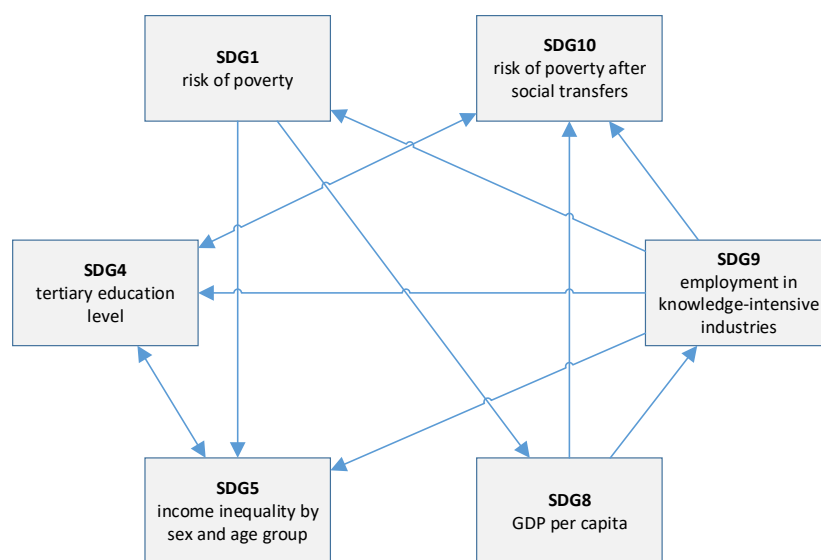 SDG1
risk of poverty
SDG10
risk of poverty after
social transfers
SDG4
tertiary education
level
SDG9
employment in
knowledge-intensive
industries
SDG5
income inequality by
sex and age group
SDG8
GDP per capita